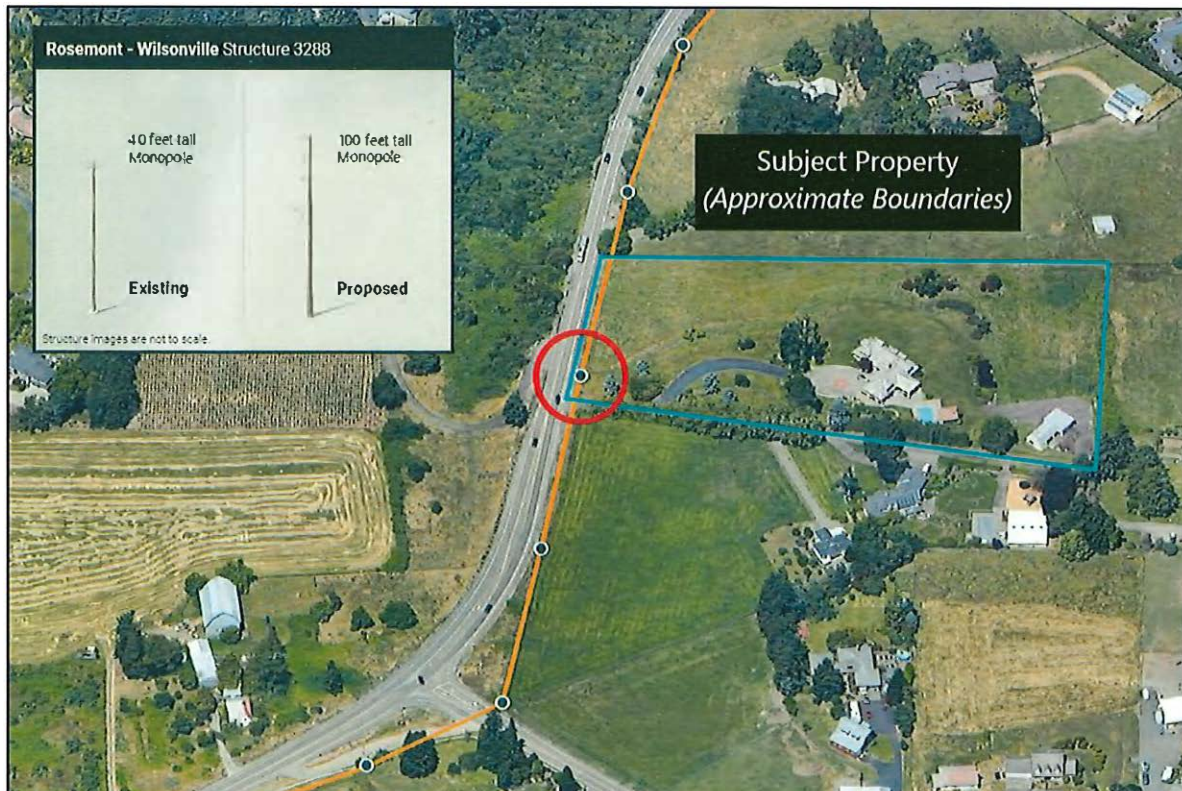 Rosemont - Wilsonville Structure 3288
40 feet tall
Monopole
100 feet tall
Monopole
Existing
Proposed
Structure images are not to scale.
Subject Property
(Approximate Boundaries)